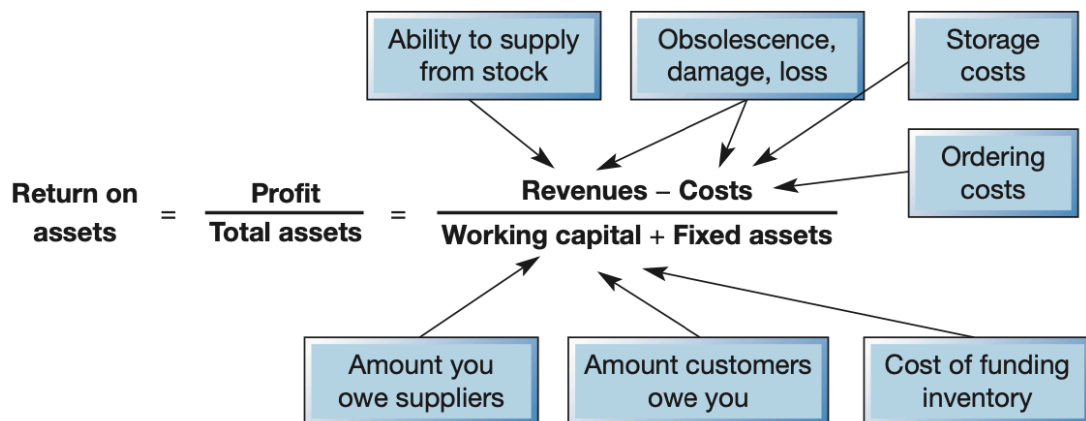 Ability to supply
from stock
Obsolescence,
damage, loss
Storage
costs
Ordering
costs
Return on
assets
=
Profit
Total assets
=
Revenues – Costs
Working capital + Fixed assets
Amount you
owe suppliers
Amount customers
owe you
Cost of funding
inventory